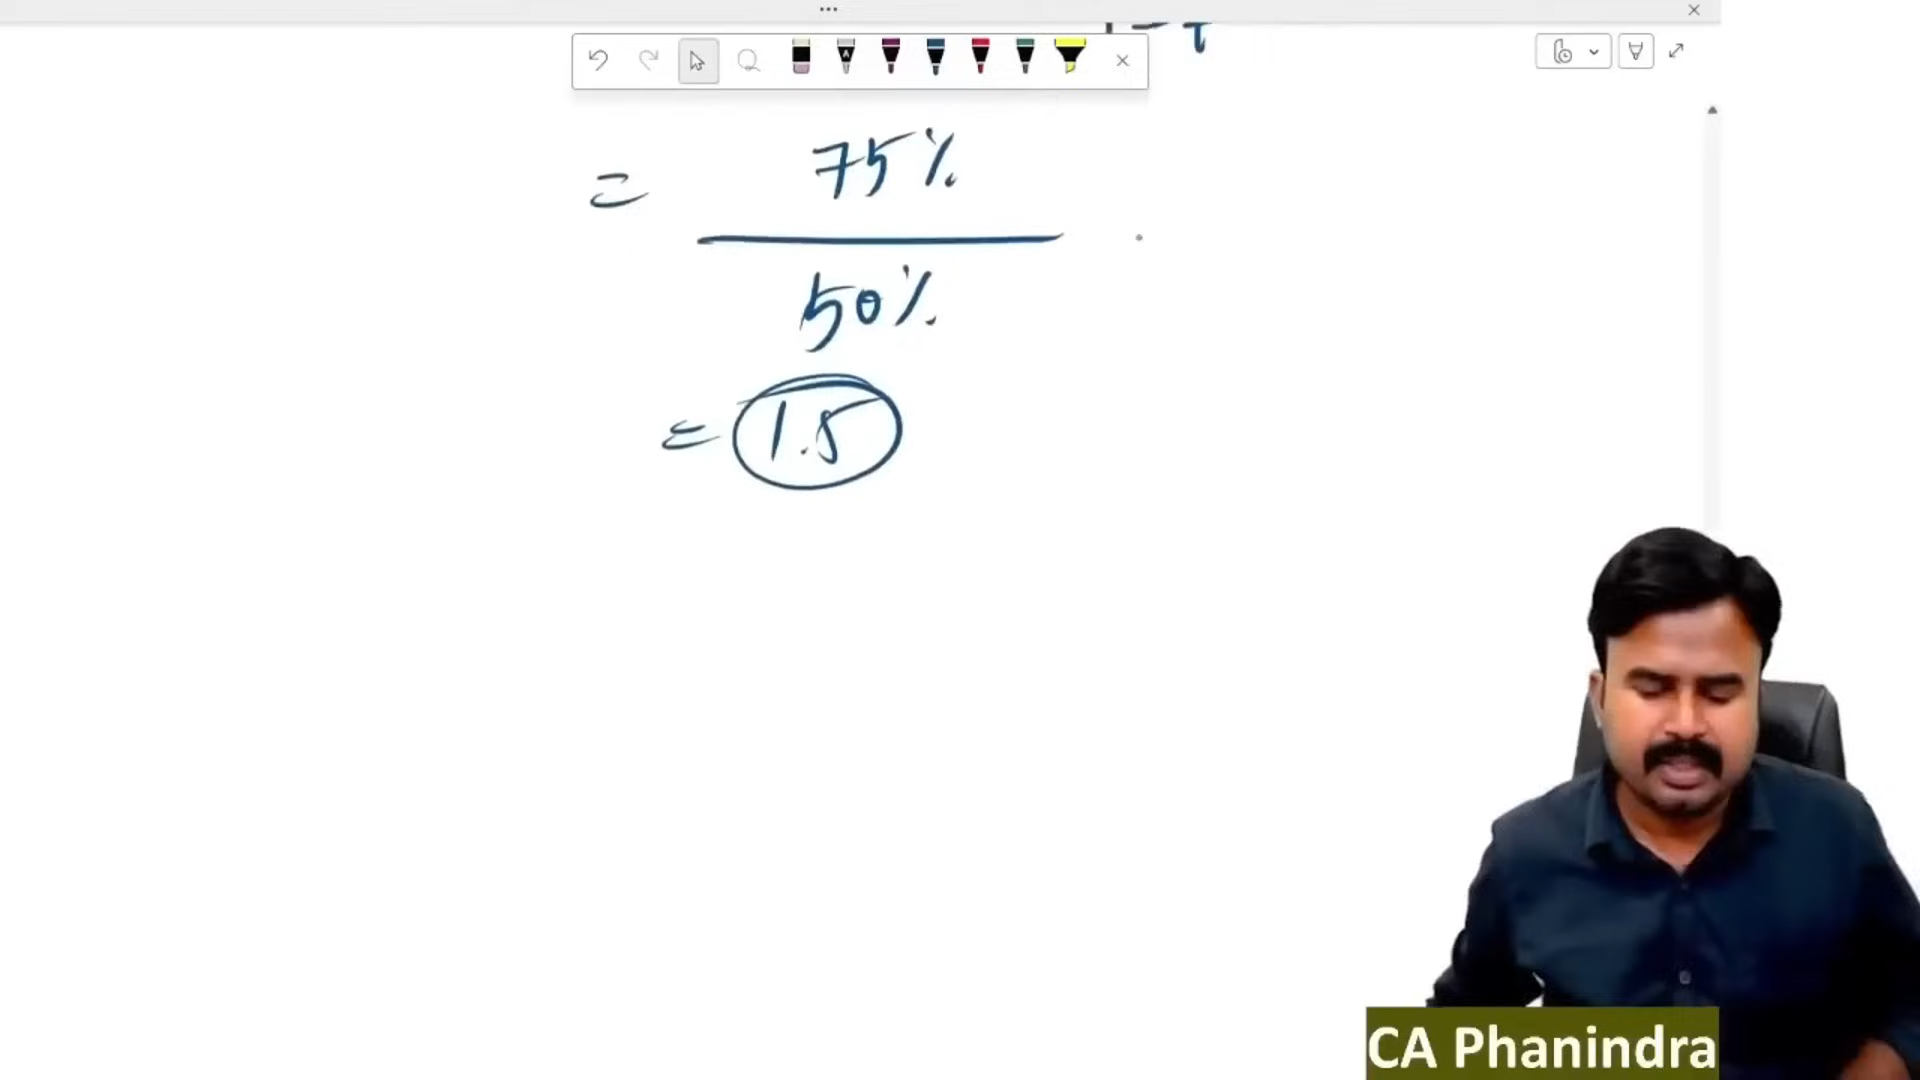 = 75%
50%
= 1.5
CA Phanindra